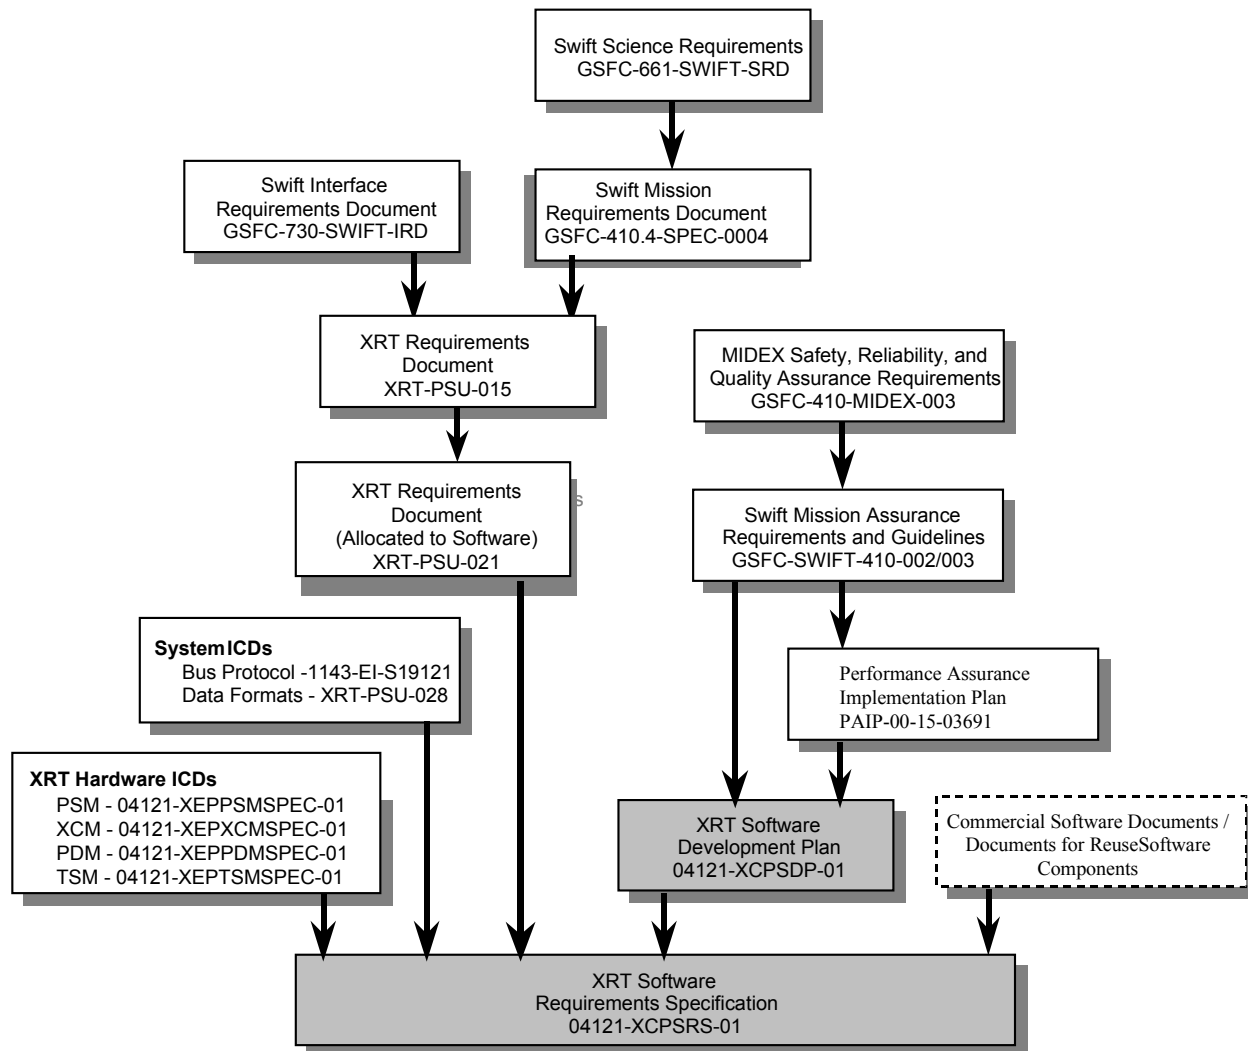 Swift Science Requirements
GSFC-661-SWIFT-SRD
Swift Interface
Requirements Document
GSFC-730-SWIFT-IRD
Swift Mission
Requirements Document
GSFC-410.4-SPEC-0004
XRT Requirements
Document
XRT-PSU-015
MIDEX Safety, Reliability, and
Quality Assurance Requirements
GSFC-410-MIDEX-003
XRT Requirements
Document
(Allocated to Software)
XRT-PSU-021
s
Swift Mission Assurance
Requirements and Guidelines
GSFC-SWIFT-410-002/003
System ICDs
Bus Protocol -1143-EI-S19121
Data Formats - XRT-PSU-028
Performance Assurance
Implementation Plan
PAIP-00-15-03691
XRT Hardware ICDs
PSM - 04121-XEPPSMSPEC-01
XCM - 04121-XEPXCMSPEC-01
PDM - 04121-XEPPDMSPEC-01
TSM - 04121-XEPTSMSPEC-01
XRT Software
Development Plan
04121-XCPSDP-01
Commercial Software Documents /
Documents for ReuseSoftware
Components
XRT Software
Requirements Specification
04121-XCPSRS-01